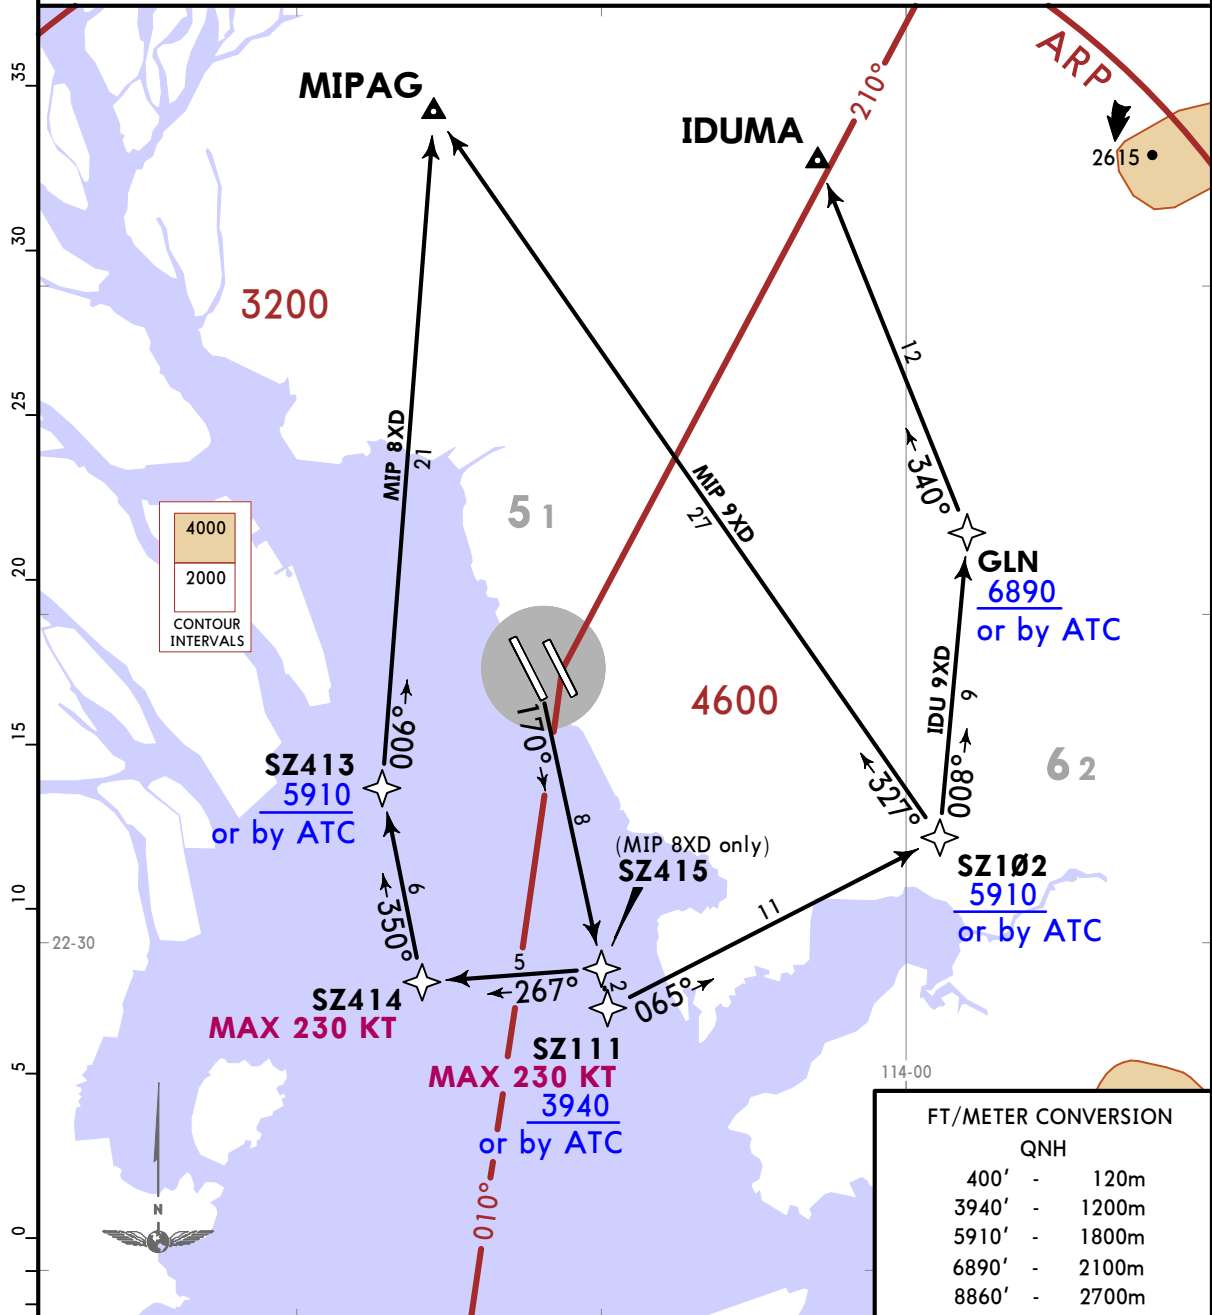 35
30
25
20
15
10
5
0
MIPAG
IDUMA
210°
ARP
2615
3200
12
MIP 8XD
21
MIP 9XD
27
340°
5 1
4000
2000
CONTOUR
INTERVALS
GLN
6890
or by ATC
IDU 9XD
9
4600
6 2
170°
006°
SZ413
5910
or by ATC
327°
008°
8
(MIP 8XD only)
SZ415
SZ1Ø2
5910
or by ATC
6
350°
11
22-30
5
267°
2
065°
SZ414
MAX 230 KT
SZ111
MAX 230 KT
3940
or by ATC
114-00
010°
N
FT/METER CONVERSION
QNH
400' - 120m
3940' - 1200m
5910' - 1800m
6890' - 2100m
8860' - 2700m